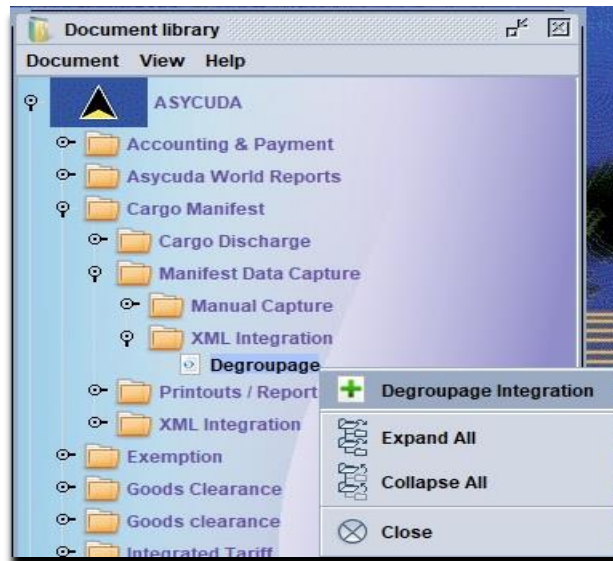 Document library
Document View Help
ASYCUDA
Accounting & Payment
Asycuda World Reports
Cargo Manifest
Cargo Discharge
Manifest Data Capture
Manual Capture
XML Integration
Degroupage
Degroupage Integration
Printouts / Report
Expand All
XML Integration
Exemption
Collapse All
Goods Clearance
Goods clearance
Close
Integrated Tariff